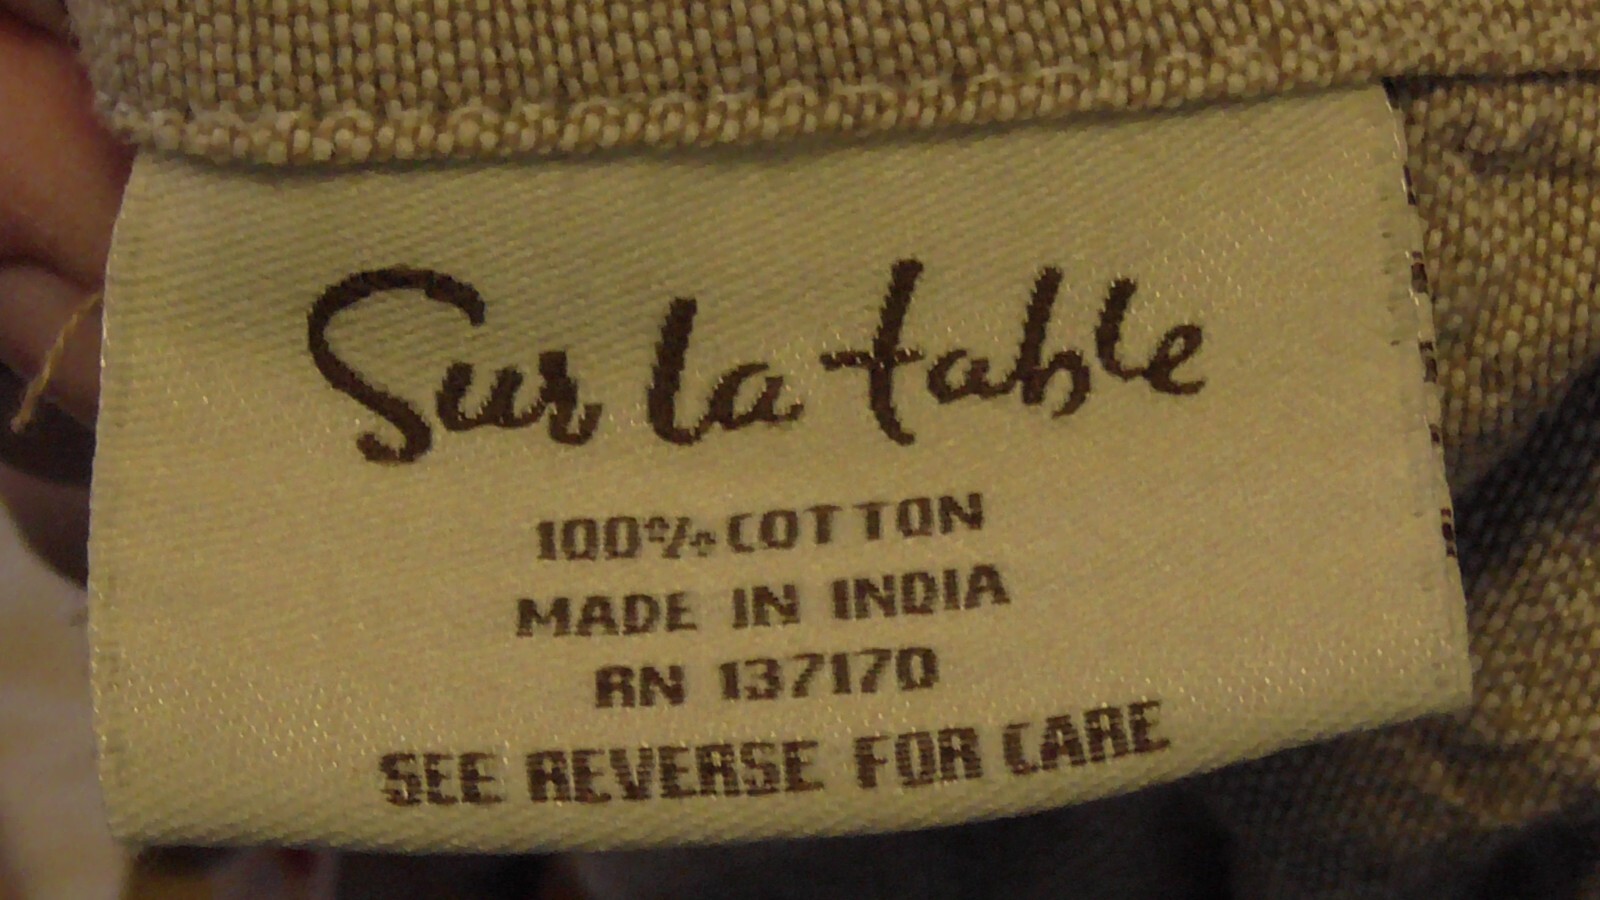 Sur la table
100% COTTON
MADE IN INDIA
RN 137170
SEE REVERSE FOR CARE